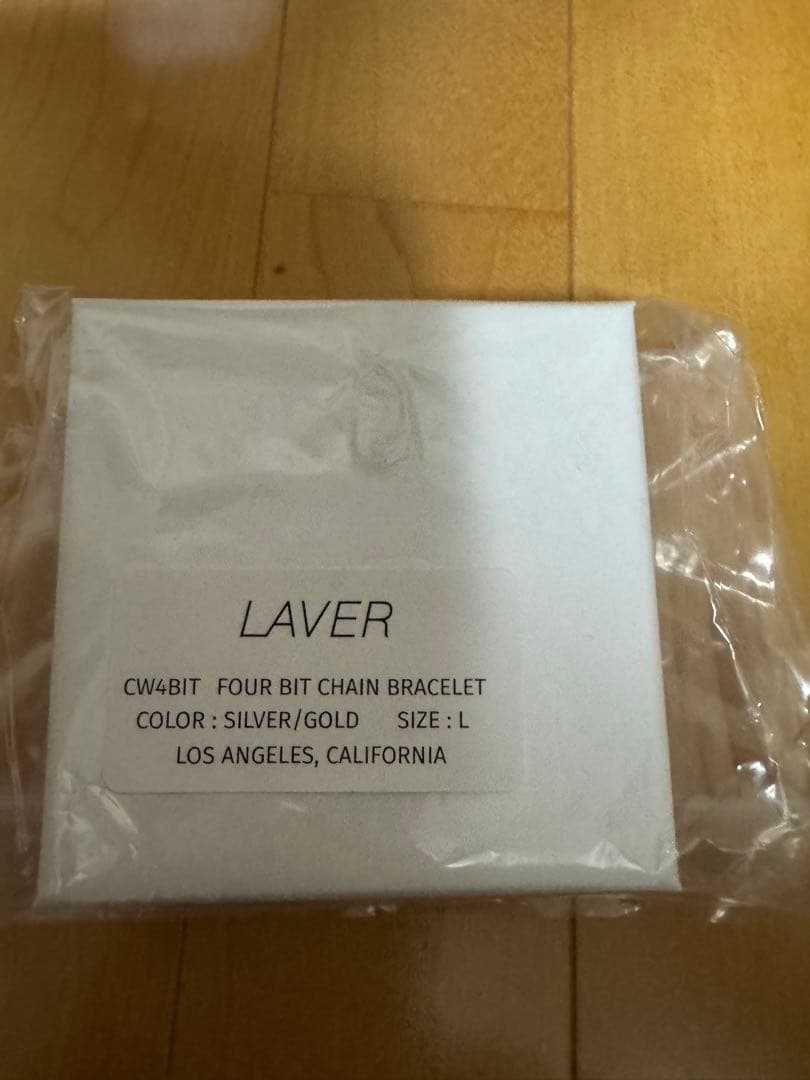 LAVER
CW4BIT FOUR BIT CHAIN BRACELET
COLOR : SILVER/GOLD SIZE : L
LOS ANGELES, CALIFORNIA